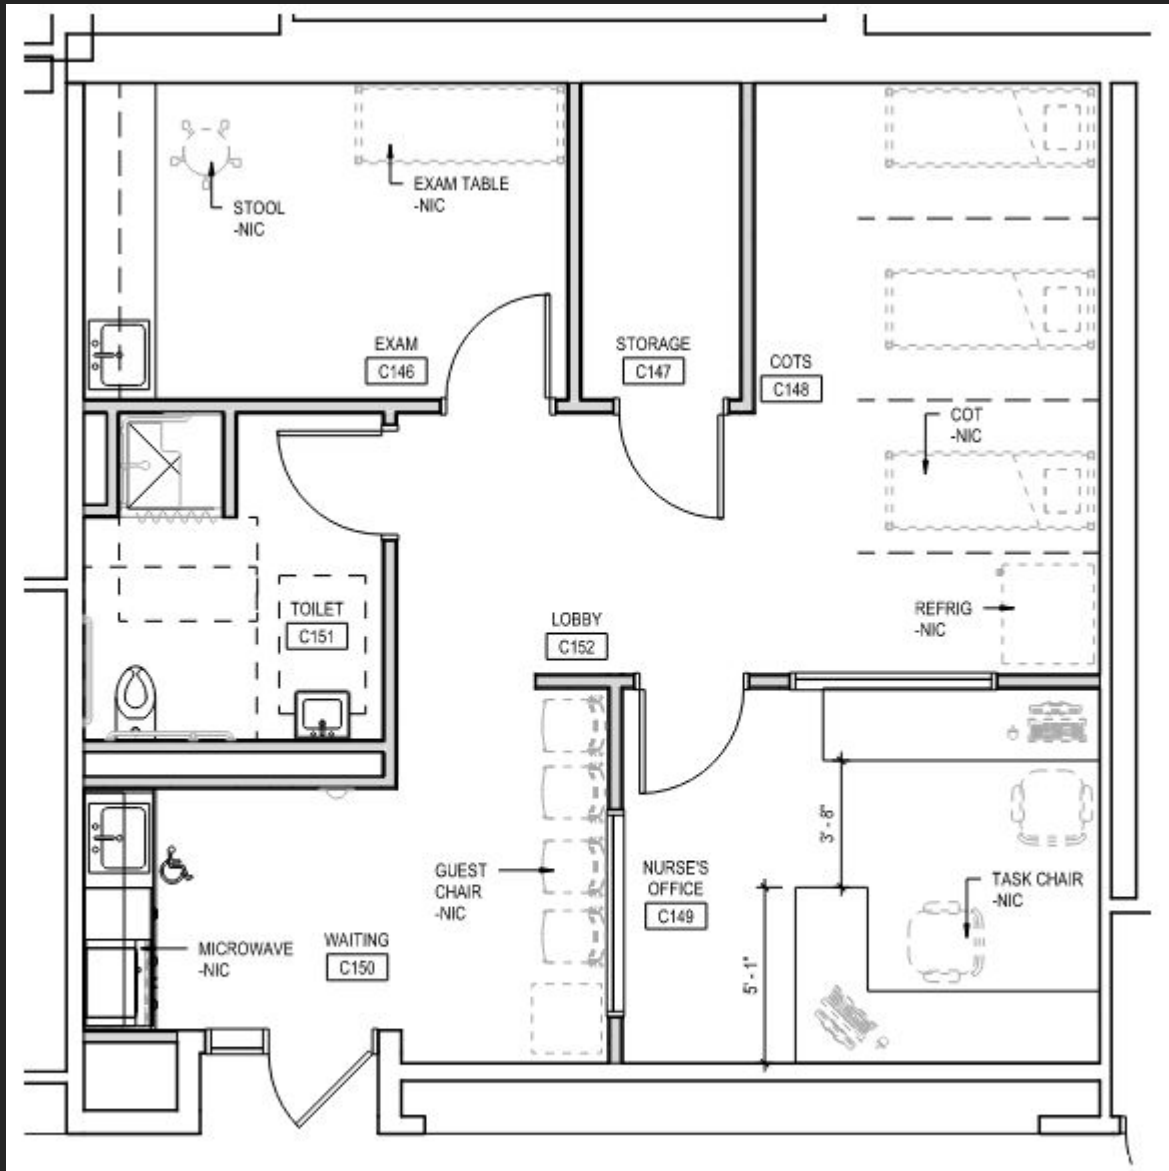 STOOL
-NIC
EXAM TABLE
-NIC
EXAM
C146
STORAGE
C147
COTS
C148
COT
-NIC
TOILET
C151
LOBBY
C152
REFRIG
-NIC
3' - 8"
GUEST
CHAIR
-NIC
NURSE'S
OFFICE
C149
TASK CHAIR
-NIC
MICROWAVE
-NIC
WAITING
C150
5' - 1"